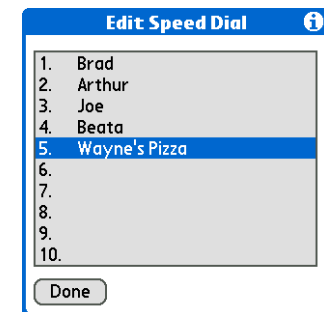 Edit Speed Dial i
1. Brad
2. Arthur
3. Joe
4. Beata
5. Wayne's Pizza
6.
7.
8.
9.
10.
Done